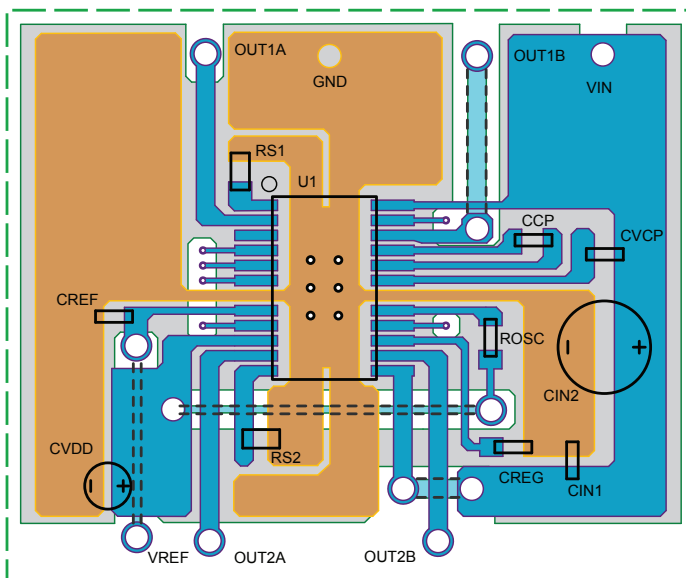 OUT1A
OUT1B
GND
VIN
RS1
U1
CCP
CVCP
CREF
ROSC
- +
CIN2
CVDD
- +
RS2
CREG
CIN1
VREF
OUT2A
OUT2B